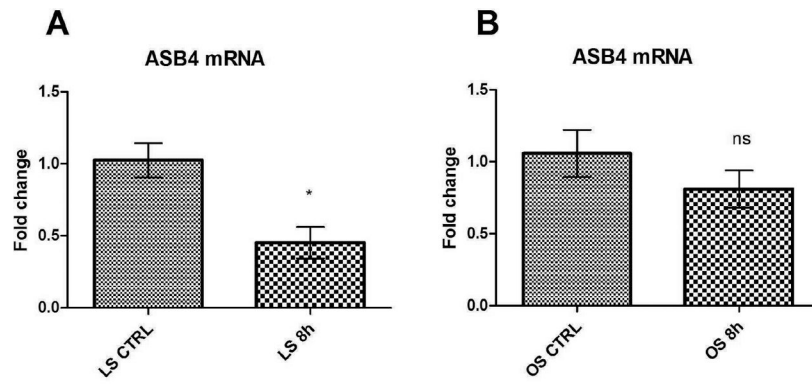 A
ASB4 mRNA
Fold change
1.5
1.0
0.5
0.0
*
LS CTRL
LS 8h
B
ASB4 mRNA
Fold change
1.5
1.0
0.5
0.0
ns
OS CTRL
OS 8h